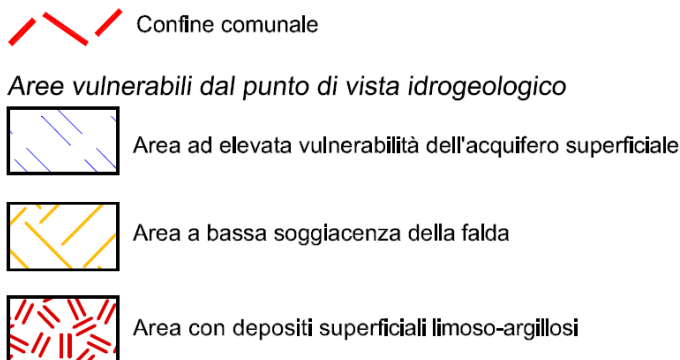 Confine comunale
Aree vulnerabili dal punto di vista idrogeologico
Area ad elevata vulnerabilità dell'acquifero superficiale
Area a bassa soggiacenza della falda
Area con depositi superficiali limoso-argillosi